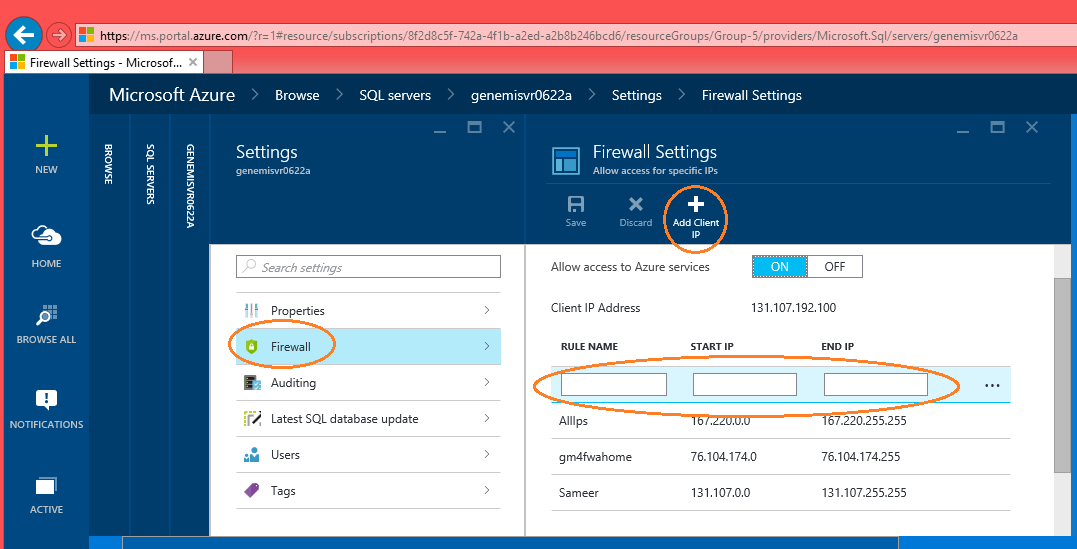 https://ms.portal.azure.com/?r=1#resource/subscriptions/8f2d8c5f-742a-4f1b-a2ed-a2b8b246bcd6/resourceGroups/Group-5/providers/Microsoft.Sql/servers/genemisvr0622a
Firewall Settings - Microsof...
Microsoft Azure > Browse > SQL servers > genemisvr0622a > Settings > Firewall Settings
NEW
HOME
BROWSE ALL
NOTIFICATIONS
ACTIVE
BROWSE
SQL SERVERS
GENEMISVR0622A
Settings
genemisvr0622a
Search settings
Properties
Firewall
Auditing
Latest SQL database update
Users
Tags
Firewall Settings
Allow access for specific IPs
Save
Discard
Add Client
IP
Allow access to Azure services ON OFF
Client IP Address 131.107.192.100
RULE NAME START IP END IP
...
AllIps 167.220.0.0 167.220.255.255
gm4fwahome 76.104.174.0 76.104.174.255
Sameer 131.107.0.0 131.107.255.255